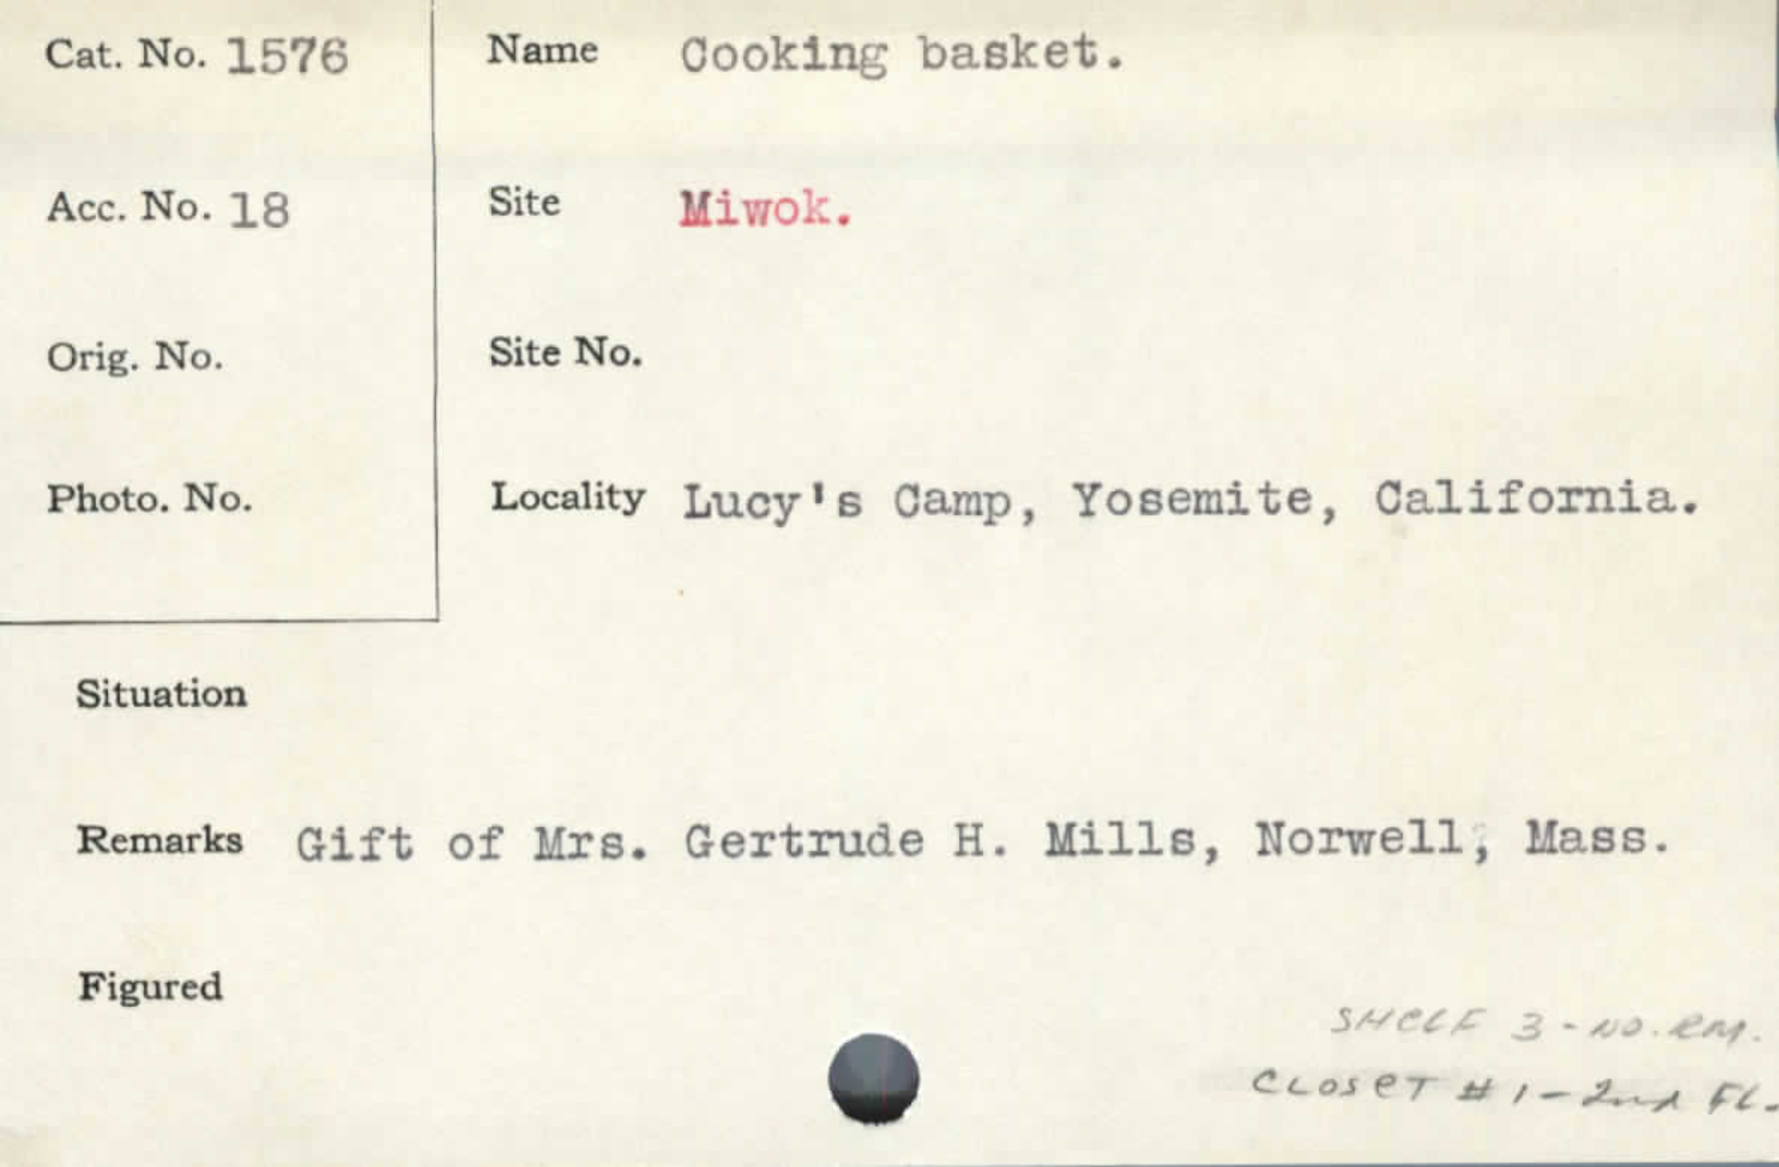 Cat. No. 1576
Name Cooking basket.
Acc. No. 18
Site Miwok.
Orig. No.
Site No.
Photo. No.
Locality Lucy's Camp, Yosemite, California.
Situation
Remarks Gift of Mrs. Gertrude H. Mills, Norwell, Mass.
Figured
SHELF 3 - NO. RM.
CLOSET # 1 - 2nd FL.